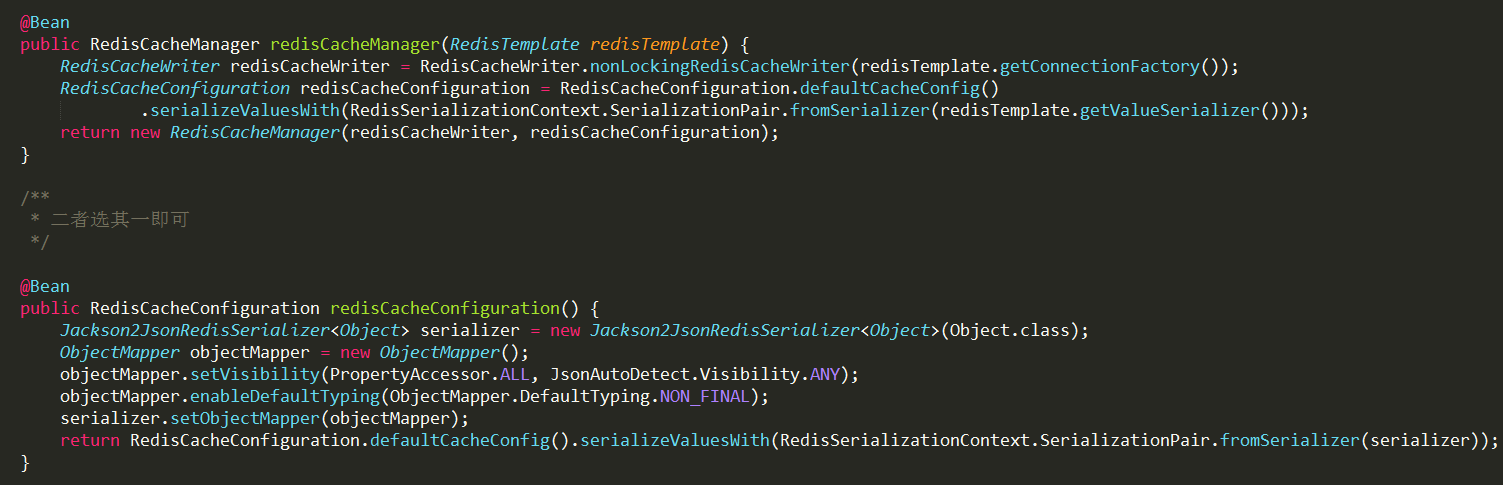 @Bean
public RedisCacheManager redisCacheManager(RedisTemplate redisTemplate) {
    RedisCacheWriter redisCacheWriter = RedisCacheWriter.nonLockingRedisCacheWriter(redisTemplate.getConnectionFactory());
    RedisCacheConfiguration redisCacheConfiguration = RedisCacheConfiguration.defaultCacheConfig()
            .serializeValuesWith(RedisSerializationContext.SerializationPair.fromSerializer(redisTemplate.getValueSerializer()));
    return new RedisCacheManager(redisCacheWriter, redisCacheConfiguration);
}
/**
 * 二者选其一即可
 */
@Bean
public RedisCacheConfiguration redisCacheConfiguration() {
    Jackson2JsonRedisSerializer<Object> serializer = new Jackson2JsonRedisSerializer<Object>(Object.class);
    ObjectMapper objectMapper = new ObjectMapper();
    objectMapper.setVisibility(PropertyAccessor.ALL, JsonAutoDetect.Visibility.ANY);
    objectMapper.enableDefaultTyping(ObjectMapper.DefaultTyping.NON_FINAL);
    serializer.setObjectMapper(objectMapper);
    return RedisCacheConfiguration.defaultCacheConfig().serializeValuesWith(RedisSerializationContext.SerializationPair.fromSerializer(serializer));
}